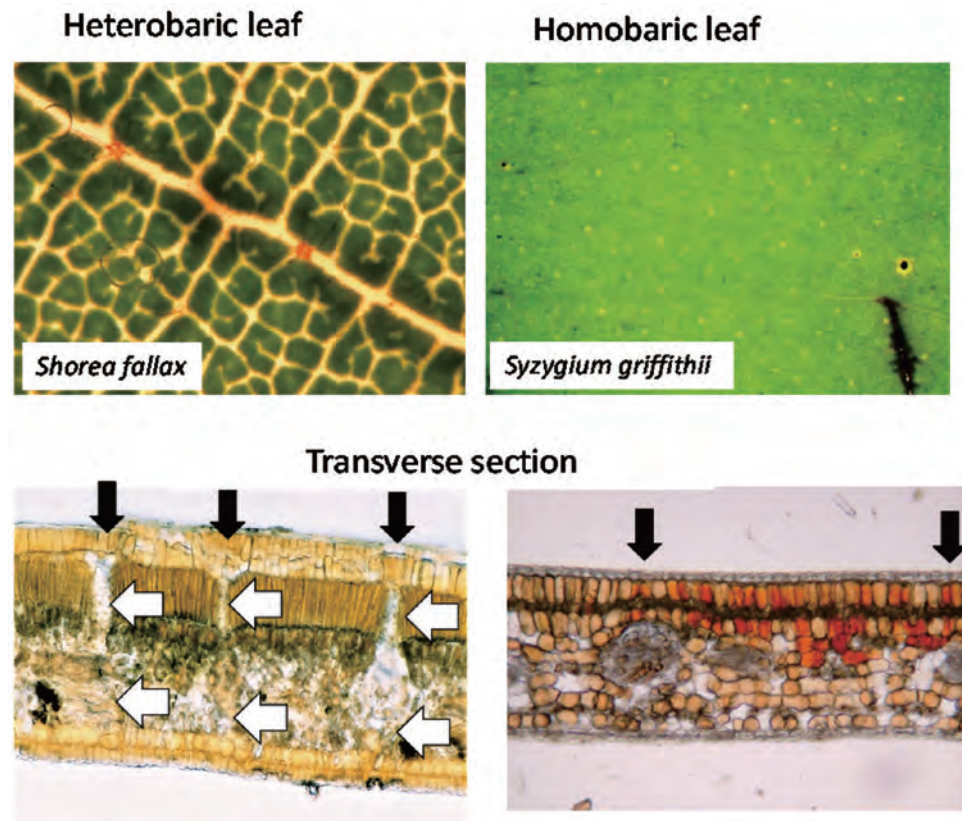 Heterobaric leaf
Homobaric leaf
Shorea fallax
Syzygium griffithii
Transverse section